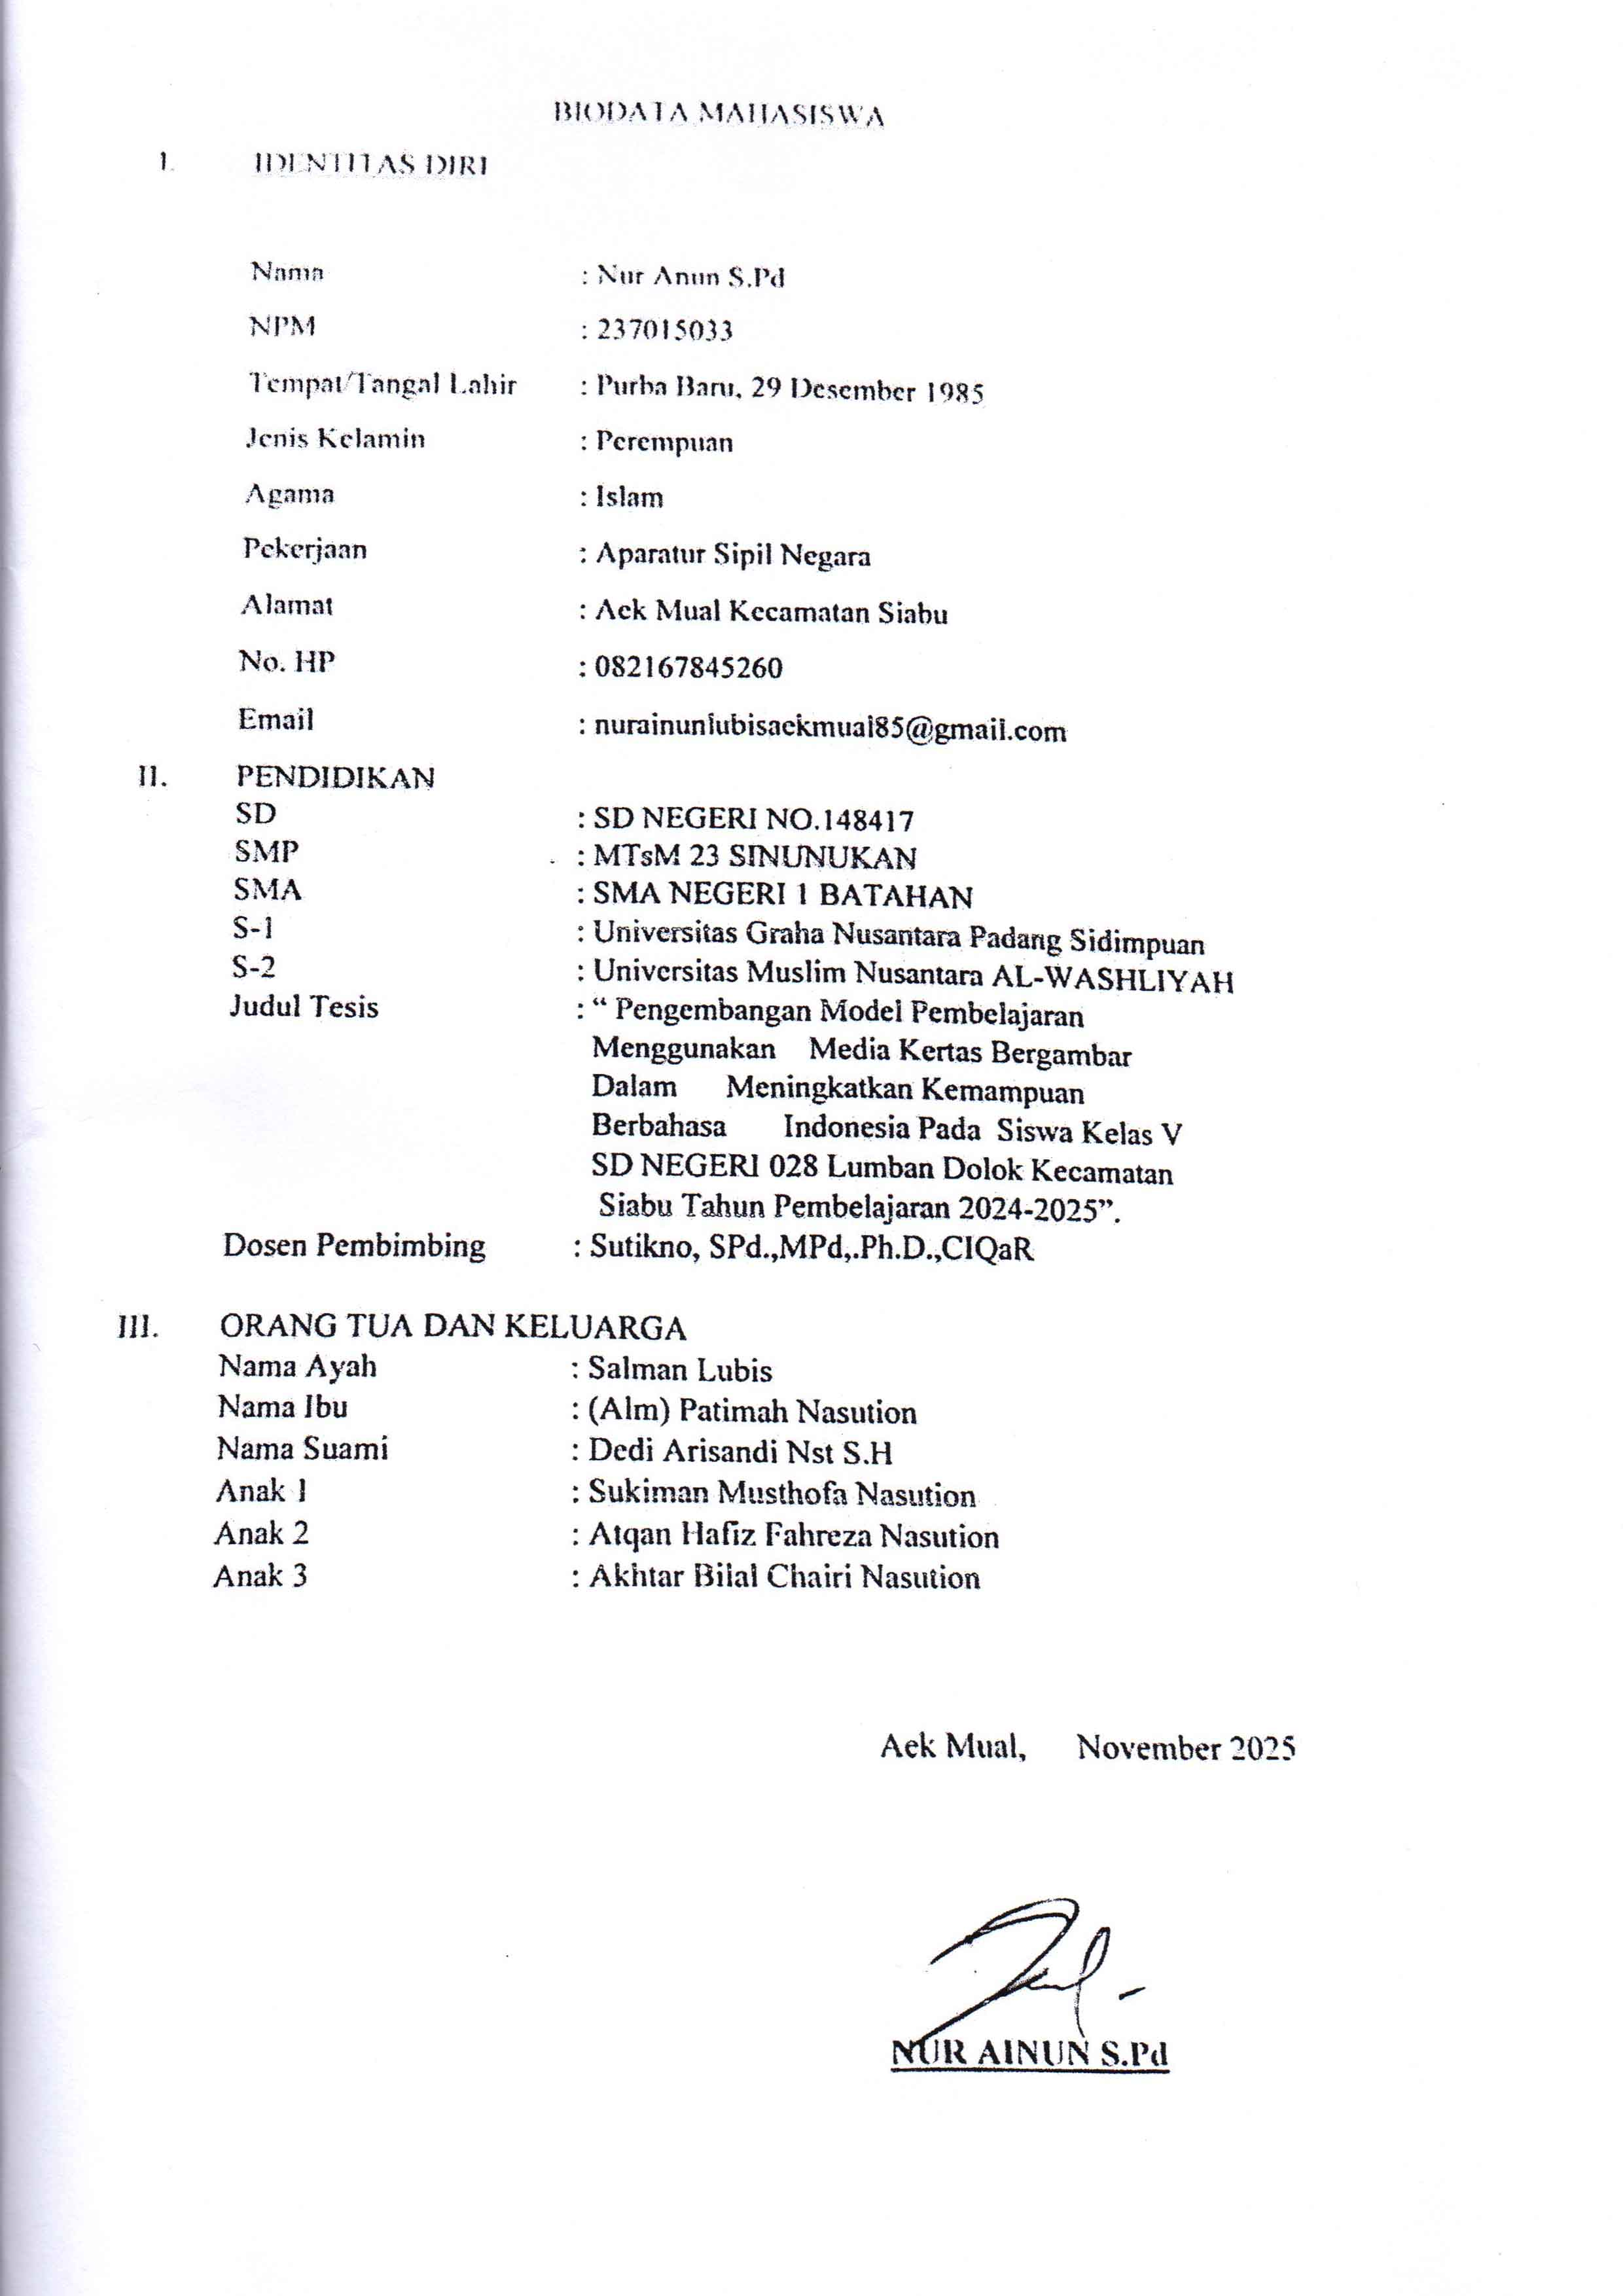 BIODATA MAHASISWA
I. IDENTITAS DIRI
Nama : Nur Anun S.Pd
NPM : 237015033
Tempat/Tangal Lahir : Purba Baru, 29 Desember 1985
Jenis Kelamin : Perempuan
Agama : Islam
Pekerjaan : Aparatur Sipil Negara
Alamat : Aek Mual Kecamatan Siabu
No. HP : 082167845260
Email : nurainunlubisaekmual85@gmail.com
II. PENDIDIKAN
SD : SD NEGERI NO.148417
SMP : MTsM 23 SINUNUKAN
SMA : SMA NEGERI 1 BATAHAN
S-1 : Universitas Graha Nusantara Padang Sidimpuan
S-2 : Universitas Muslim Nusantara AL-WASHLIYAH
Judul Tesis : “ Pengembangan Model Pembelajaran
Menggunakan Media Kertas Bergambar
Dalam Meningkatkan Kemampuan
Berbahasa Indonesia Pada Siswa Kelas V
SD NEGERI 028 Lumban Dolok Kecamatan
Siabu Tahun Pembelajaran 2024-2025”.
Dosen Pembimbing : Sutikno, SPd.,MPd,.Ph.D.,CIQaR
III. ORANG TUA DAN KELUARGA
Nama Ayah : Salman Lubis
Nama Ibu : (Alm) Patimah Nasution
Nama Suami : Dedi Arisandi Nst S.H
Anak 1 : Sukiman Musthofa Nasution
Anak 2 : Atqan Hafiz Fahreza Nasution
Anak 3 : Akhtar Bilal Chairi Nasution
Aek Mual, November 2025
NUR AINUN S.Pd